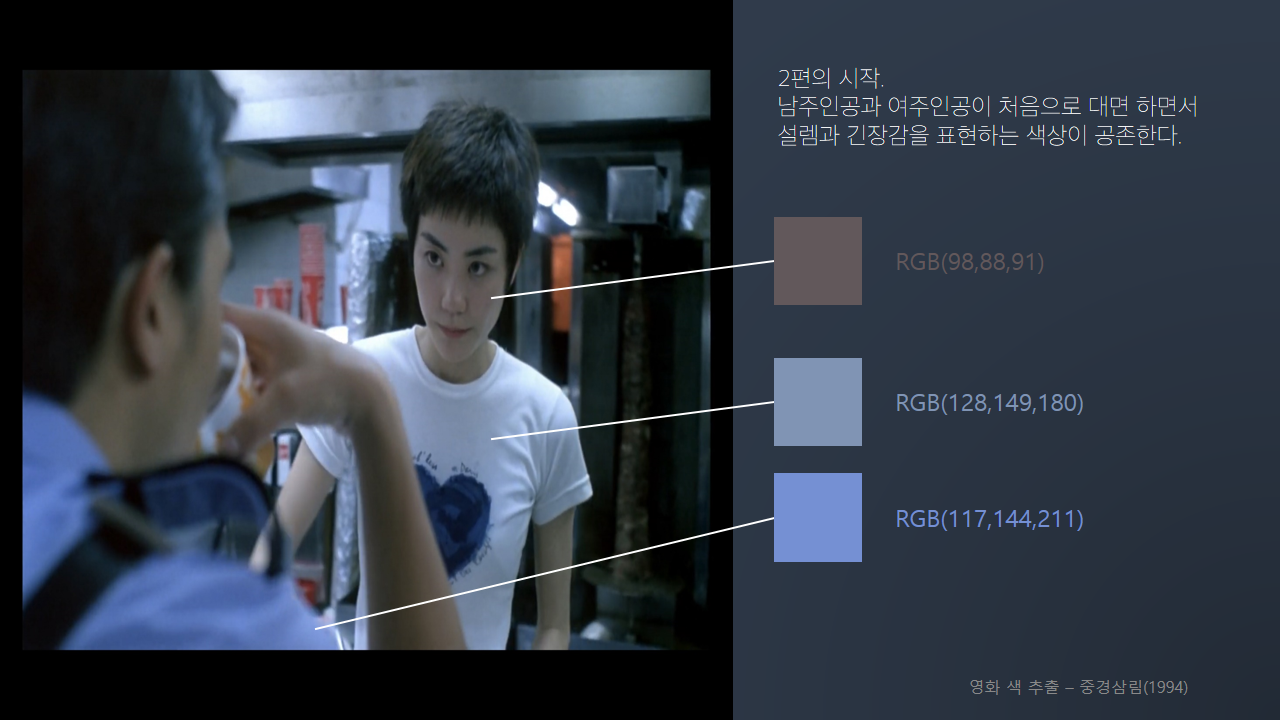 2편의 시작.
남주인공과 여주인공이 처음으로 대면 하면서
설렘과 긴장감을 표현하는 색상이 공존한다.
RGB(98,88,91)
RGB(128,149,180)
RGB(117,144,211)
영화 색 추출 – 중경삼림(1994)